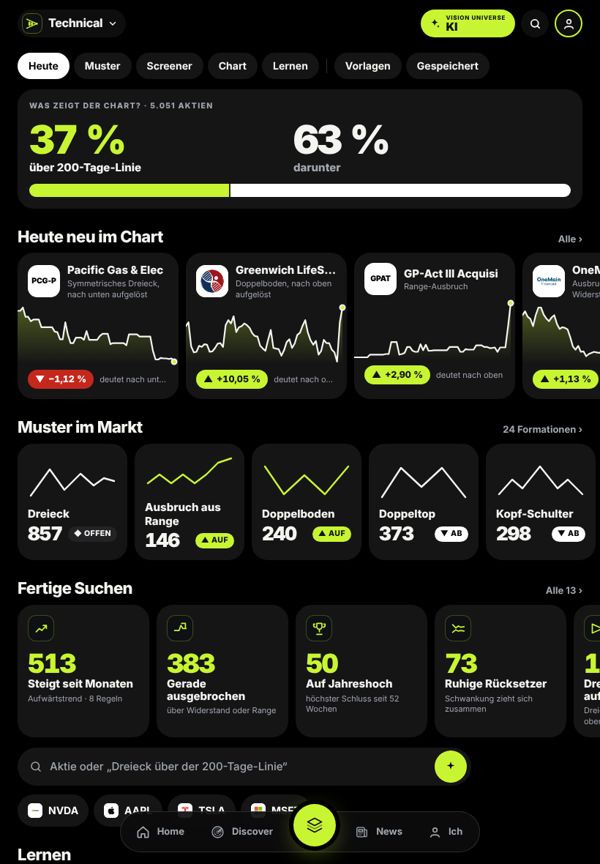 Technical
VISION UNIVERSE
KI
Heute
Muster
Screener
Chart
Lernen
Vorlagen
Gespeichert
WAS ZEIGT DER CHART? · 5.051 AKTIEN
37 %
63 %
über 200-Tage-Linie
darunter
Heute neu im Chart
Alle ›
PCG-P
Pacific Gas & Elec
Symmetrisches Dreieck,
nach unten aufgelöst
▼ −1,12 %
deutet nach unt...
Greenwich LifeS...
Doppelboden, nach oben
aufgelöst
▲ +10,05 %
deutet nach o...
GPAT
GP-Act III Acquisi
Range-Ausbruch
▲ +2,90 %
deutet nach oben
OneMain
Financial
OneM
Ausbru
Widerst
▲ +1,13 %
Muster im Markt
24 Formationen ›
Dreieck
857
◆ OFFEN
Ausbruch aus
Range
146
▲ AUF
Doppelboden
240
▲ AUF
Doppeltop
373
▼ AB
Kopf-Schulter
298
▼ AB
Fertige Suchen
Alle 13 ›
513
Steigt seit Monaten
Aufwärtstrend · 8 Regeln
383
Gerade
ausgebrochen
über Widerstand oder Range
50
Auf Jahreshoch
höchster Schluss seit 52
Wochen
73
Ruhige Rücksetzer
Schwankung zieht sich
zusammen
1
Dre
auf
Drei
ober
Aktie oder „Dreieck über der 200-Tage-Linie“
NVDA
AAPL
TSLA
MSFT
Home
Discover
News
Ich
Lernen